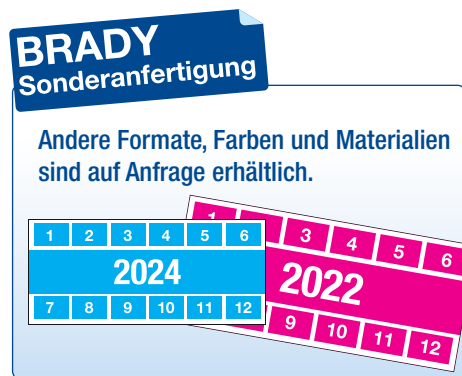 BRADY
Sonderanfertigung
Andere Formate, Farben und Materialien
sind auf Anfrage erhältlich.
1 2 3 4 5 6
2024
7 8 9 10 11 12
1 3 4 5 6
2022
9 10 11 12